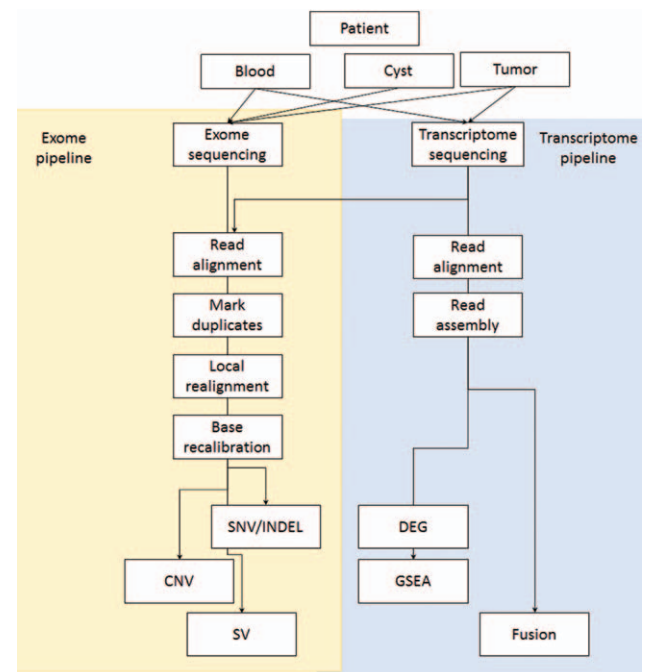 Patient
Blood
Cyst
Tumor
Exome
pipeline
Exome
sequencing
Transcriptome
sequencing
Transcriptome
pipeline
Read
alignment
Read
alignment
Mark
duplicates
Read
assembly
Local
realignment
Base
recalibration
SNV/INDEL
DEG
CNV
GSEA
SV
Fusion